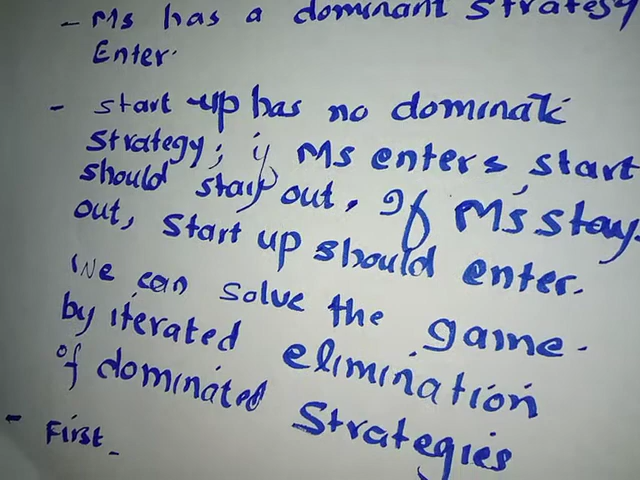 - Ms has a dominant strategy
Enter.
- start up has no dominate
strategy; if Ms enters, start
should stay out. If Ms stay.
out, start up should enter.
We can solve the game.
by iterated elimination
of dominated strategies
- First